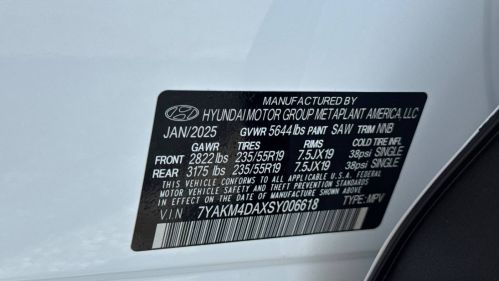 MANUFACTURED BY
HYUNDAI MOTOR GROUP METAPLANT AMERICA, LLC
JAN/2025 GVWR 5644 lbs PAINT SAW TRIM NNB
GAWR TIRES RIMS COLD TIRE INFL
FRONT 2822 lbs 235/55R19 7.5JX19 38psi SINGLE
REAR 3175 lbs 235/55R19 7.5JX19 38psi SINGLE
THIS VEHICLE CONFORMS TO ALL APPLICABLE FEDERAL
MOTOR VEHICLE SAFETY STANDARDS IN EFFECT ON
THE DATE OF MANUFACTURE SHOWN ABOVE.
VIN 7YAKM4DAXSY006618 TYPE: MPV